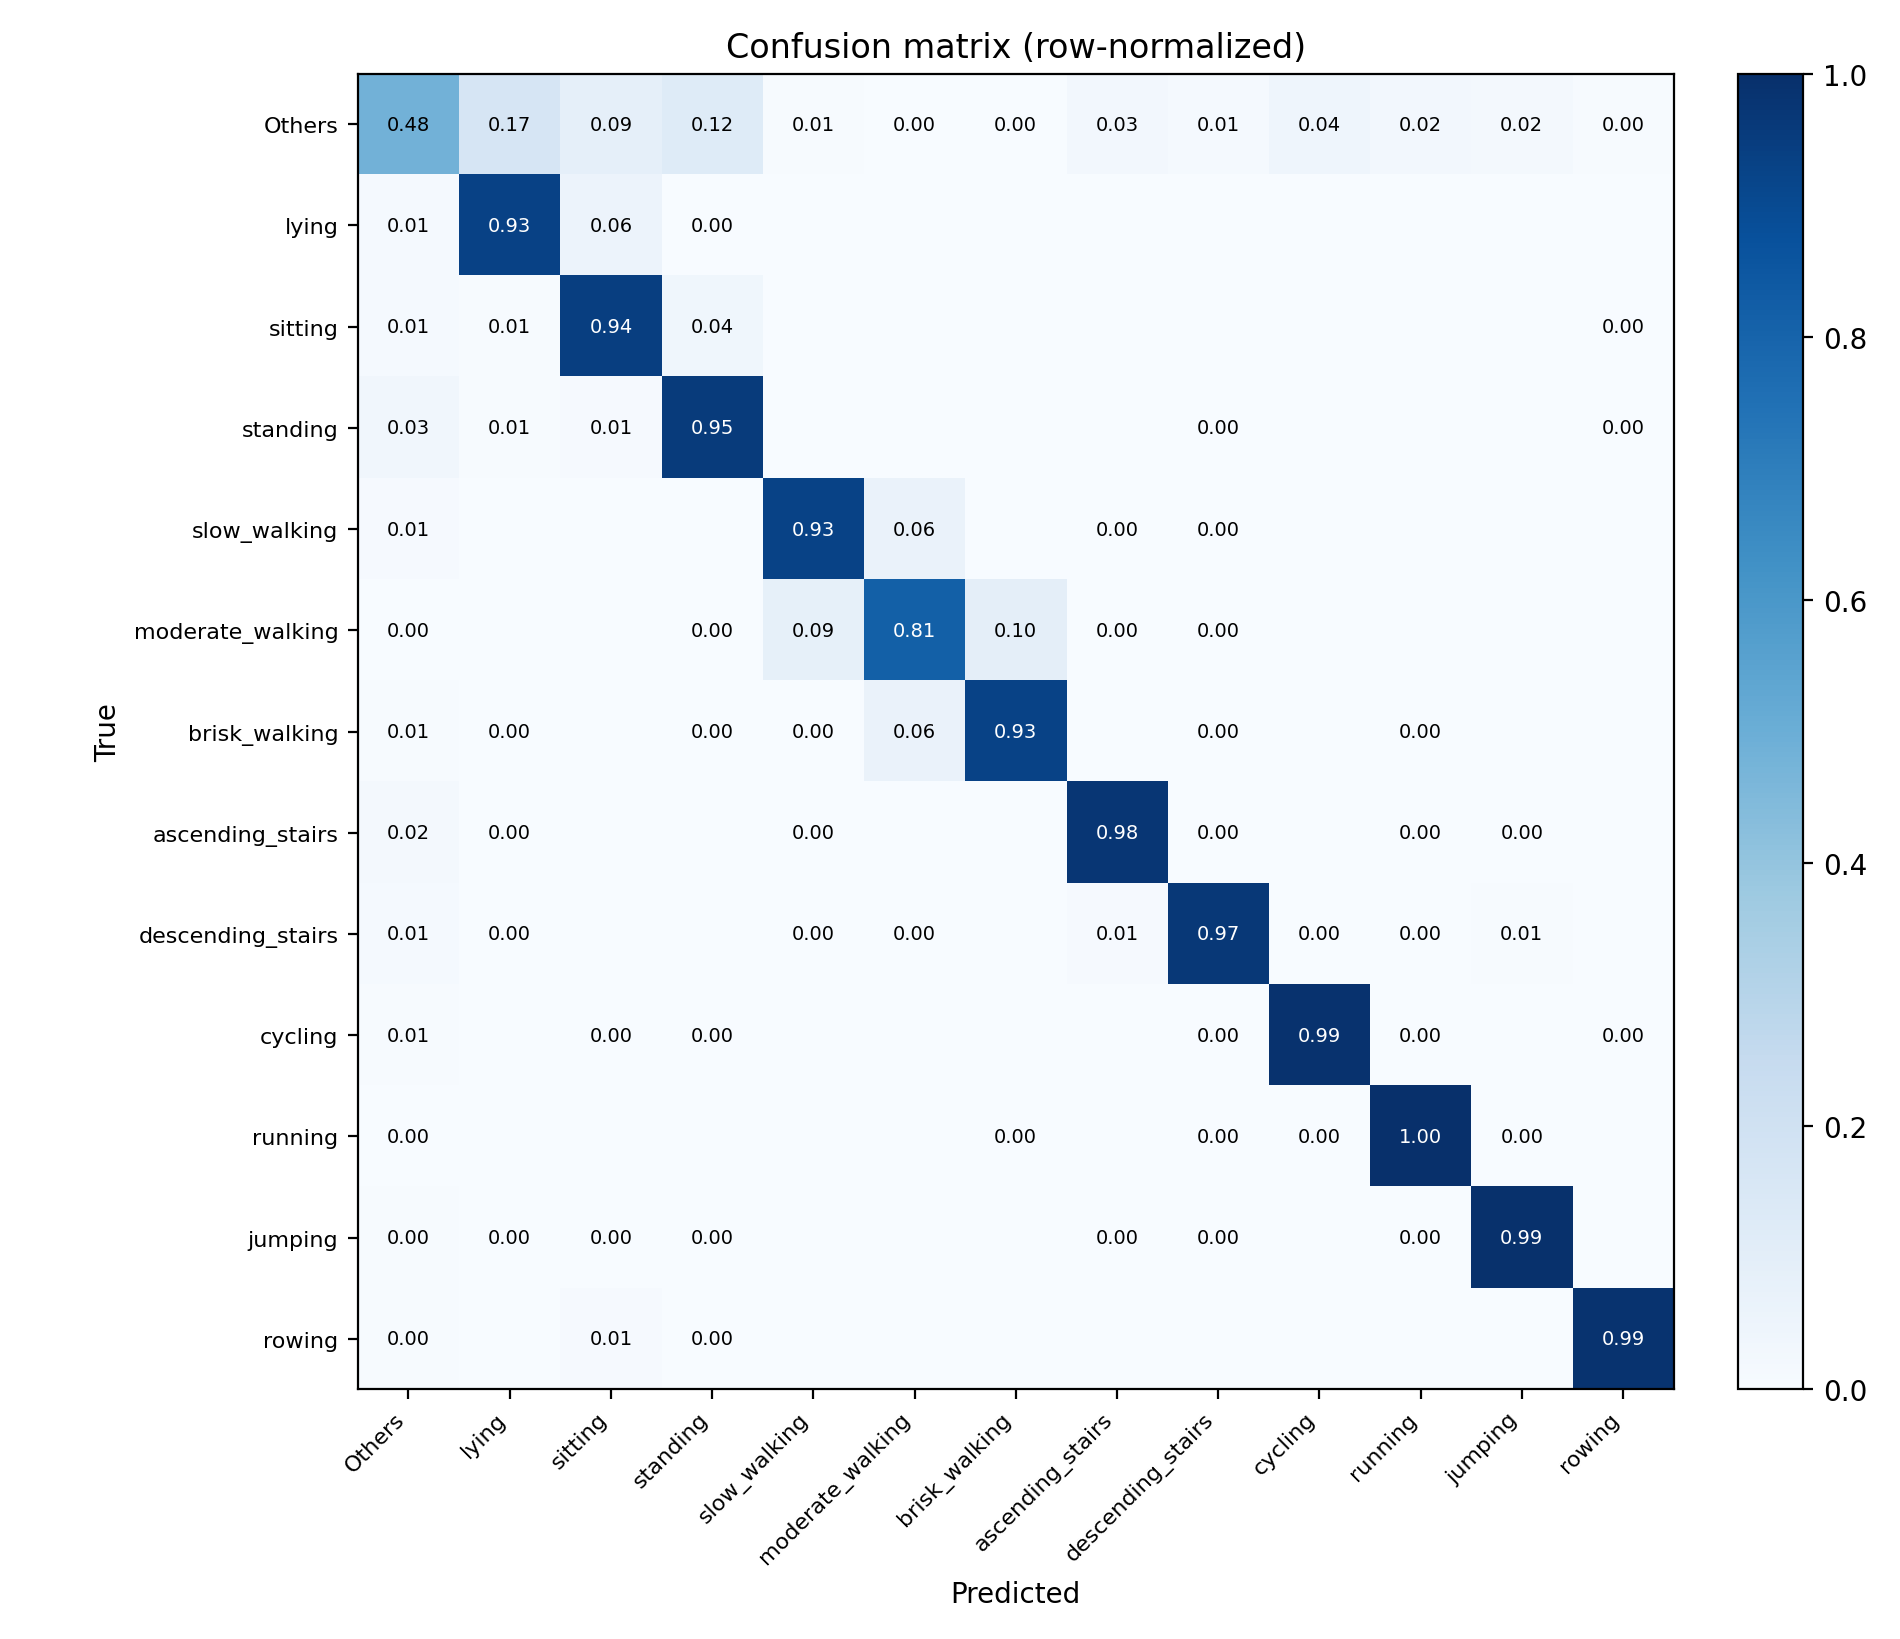 Confusion matrix (row-normalized)
Others 0.48 0.17 0.09 0.12 0.01 0.00 0.00 0.03 0.01 0.04 0.02 0.02 0.00
lying 0.01 0.93 0.06 0.00
sitting 0.01 0.01 0.94 0.04 0.00
standing 0.03 0.01 0.01 0.95 0.00 0.00
slow_walking 0.01 0.93 0.06 0.00 0.00
moderate_walking 0.00 0.00 0.09 0.81 0.10 0.00 0.00
brisk_walking 0.01 0.00 0.00 0.00 0.06 0.93 0.00 0.00
ascending_stairs 0.02 0.00 0.00 0.98 0.00 0.00 0.00
descending_stairs 0.01 0.00 0.00 0.00 0.01 0.97 0.00 0.00 0.01
cycling 0.01 0.00 0.00 0.00 0.99 0.00 0.00
running 0.00 0.00 0.00 0.00 1.00 0.00
jumping 0.00 0.00 0.00 0.00 0.00 0.00 0.00 0.99
rowing 0.00 0.01 0.00 0.99
True
Others lying sitting standing slow_walking moderate_walking brisk_walking ascending_stairs descending_stairs cycling running jumping rowing
Predicted
1.0
0.8
0.6
0.4
0.2
0.0